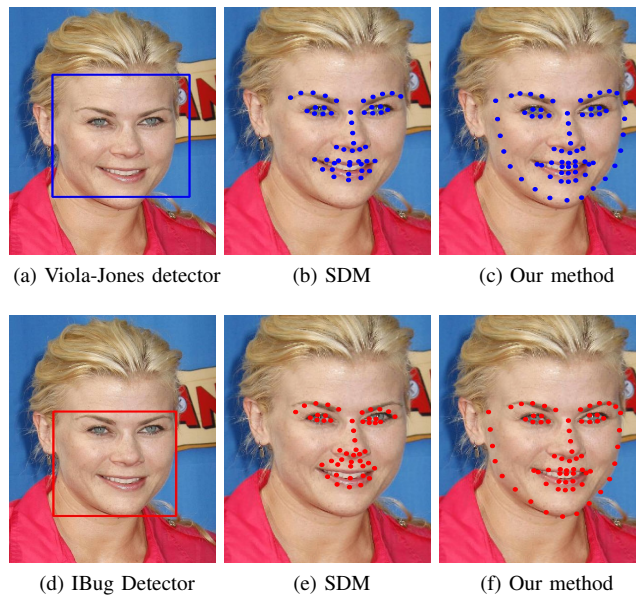 (a) Viola-Jones detector
(b) SDM
(c) Our method
(d) IBug Detector
(e) SDM
(f) Our method